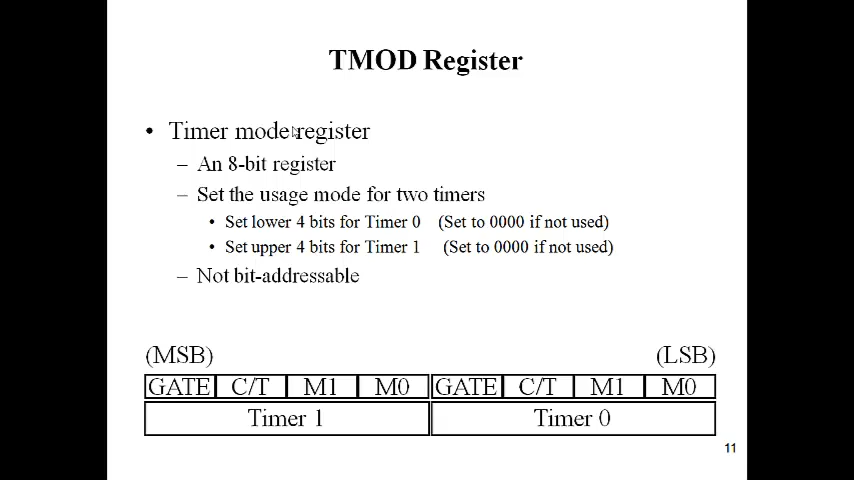 TMOD Register
• Timer mode register
– An 8-bit register
– Set the usage mode for two timers
• Set lower 4 bits for Timer 0 (Set to 0000 if not used)
• Set upper 4 bits for Timer 1 (Set to 0000 if not used)
– Not bit-addressable
(MSB) (LSB)
GATE C/T M1 M0 GATE C/T M1 M0
Timer 1 Timer 0
11